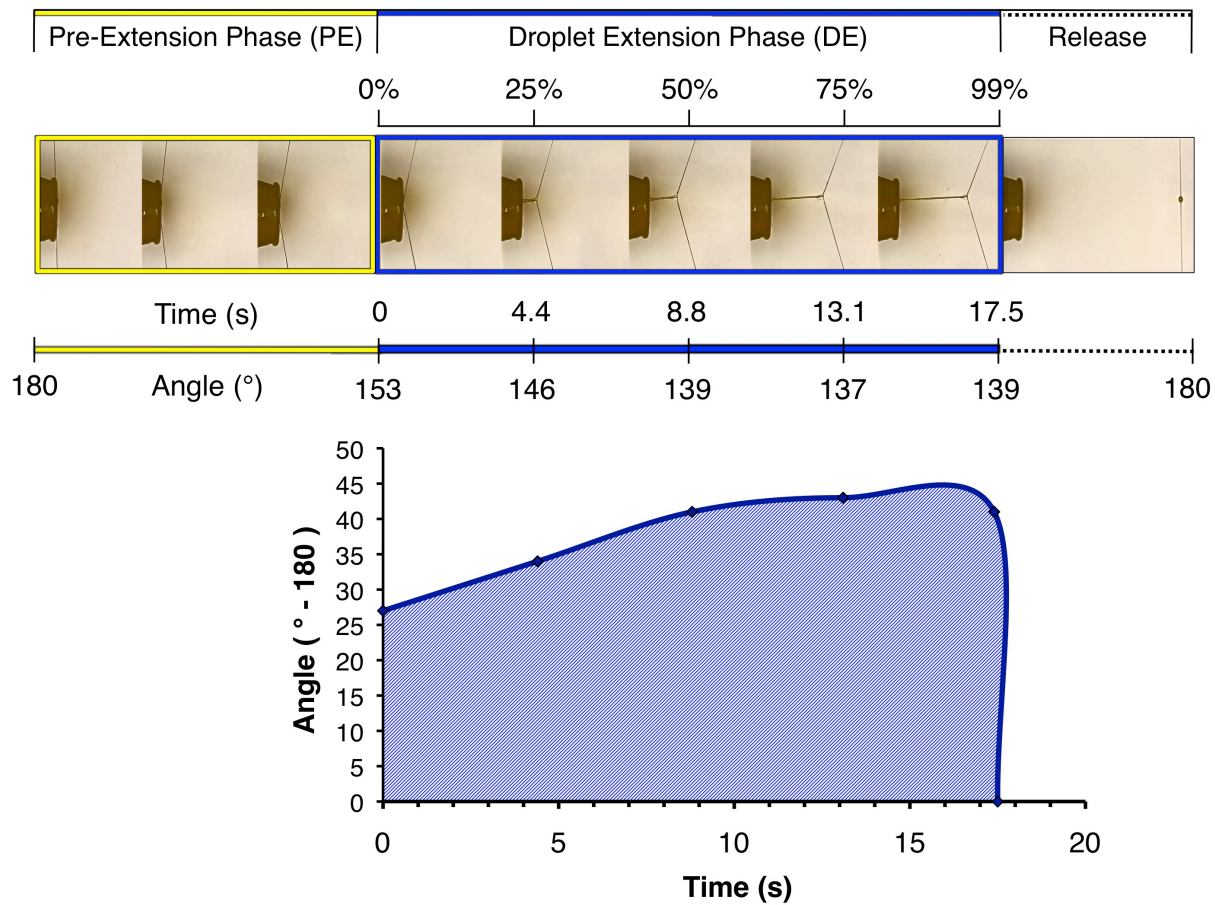 Pre-Extension Phase (PE) Droplet Extension Phase (DE) Release
0% 25% 50% 75% 99%
Time (s) 0 4.4 8.8 13.1 17.5
180 Angle (°) 153 146 139 137 139 180
50
45
40
35
30
25
20
15
10
5
0
Angle ( ° - 180 )
0 5 10 15 20
Time (s)